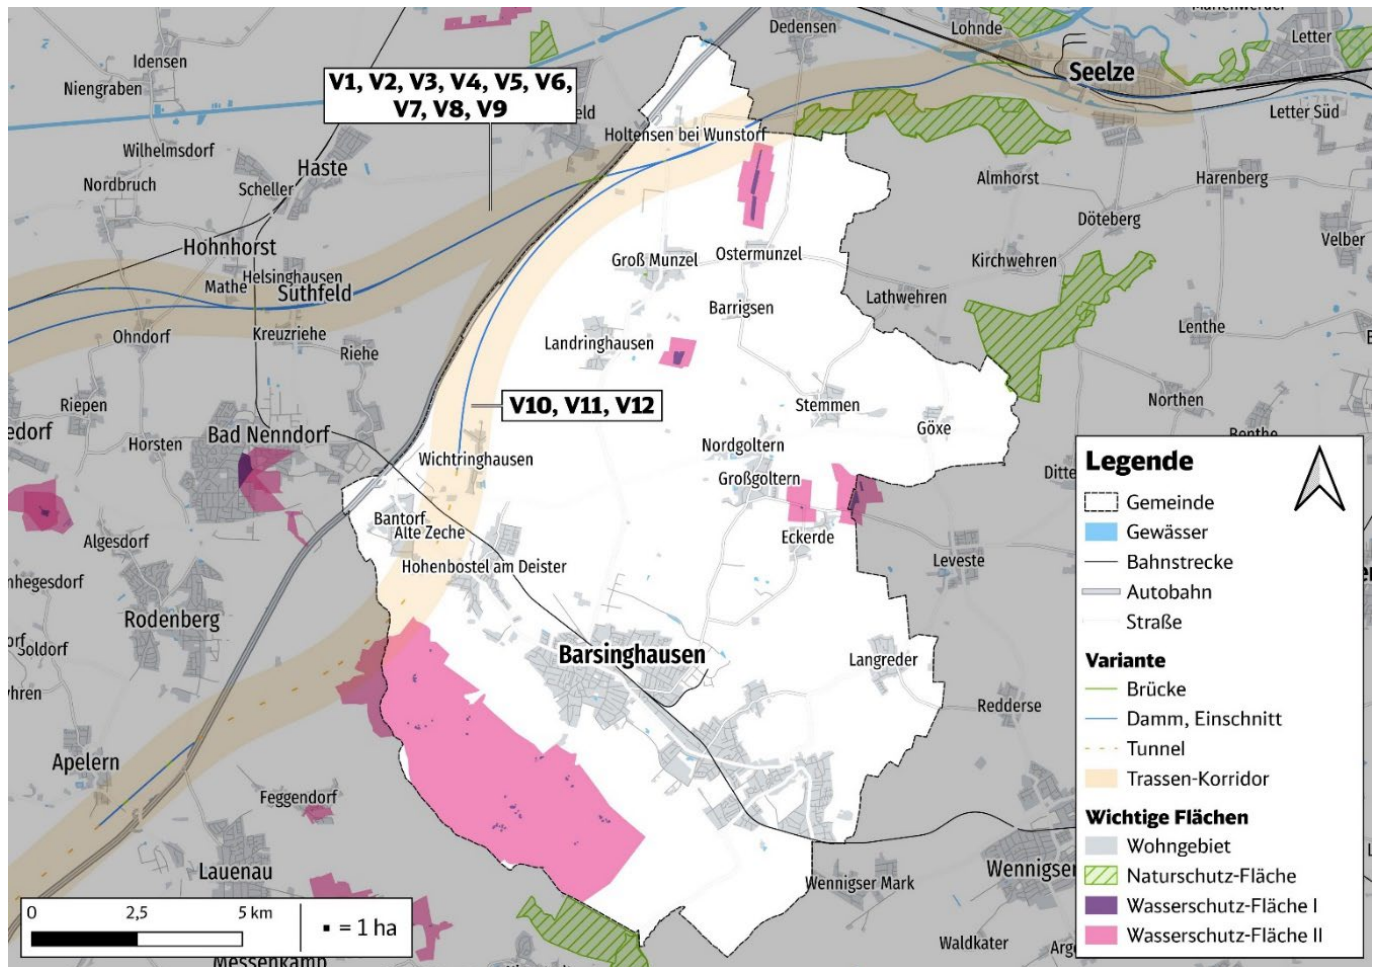 Dedensen
Lohnde
Letter
Idensen
Niengraben
Seelze
V1, V2, V3, V4, V5, V6,
V7, V8, V9
Letter Süd
Holtensen bei Wunstorf
Wilhelmsdorf
Haste
Nordbruch
Scheller
Almhorst
Harenberg
Döteberg
Hohnhorst
Velber
Groß Munzel
Ostermunzel
Kirchwehren
Helsinghausen
Mathe
Suthfeld
Barrigsen
Lathwehren
Ohndorf
Kreuzriehe
Riehe
Landringhausen
Lenthe
V10, V11, V12
Riepen
Stemmen
Northen
Göxe
Bad Nenndorf
Horsten
Nordgoltern
Wichtringhausen
Großgoltern
Bantorf
Alte Zeche
Algesdorf
Eckerde
Leveste
Hohenbostel am Deister
Rodenberg
Soldorf
Barsinghausen
Langreder
Redderse
Apelern
Feggendorf
Lauenau
Wennigser Mark
Waldkater
Messenkamp
0 2,5 5 km
= 1 ha
Legende
Gemeinde
Gewässer
Bahnstrecke
Autobahn
Straße
Variante
Brücke
Damm, Einschnitt
Tunnel
Trassen-Korridor
Wichtige Flächen
Wohngebiet
Naturschutz-Fläche
Wasserschutz-Fläche I
Wasserschutz-Fläche II